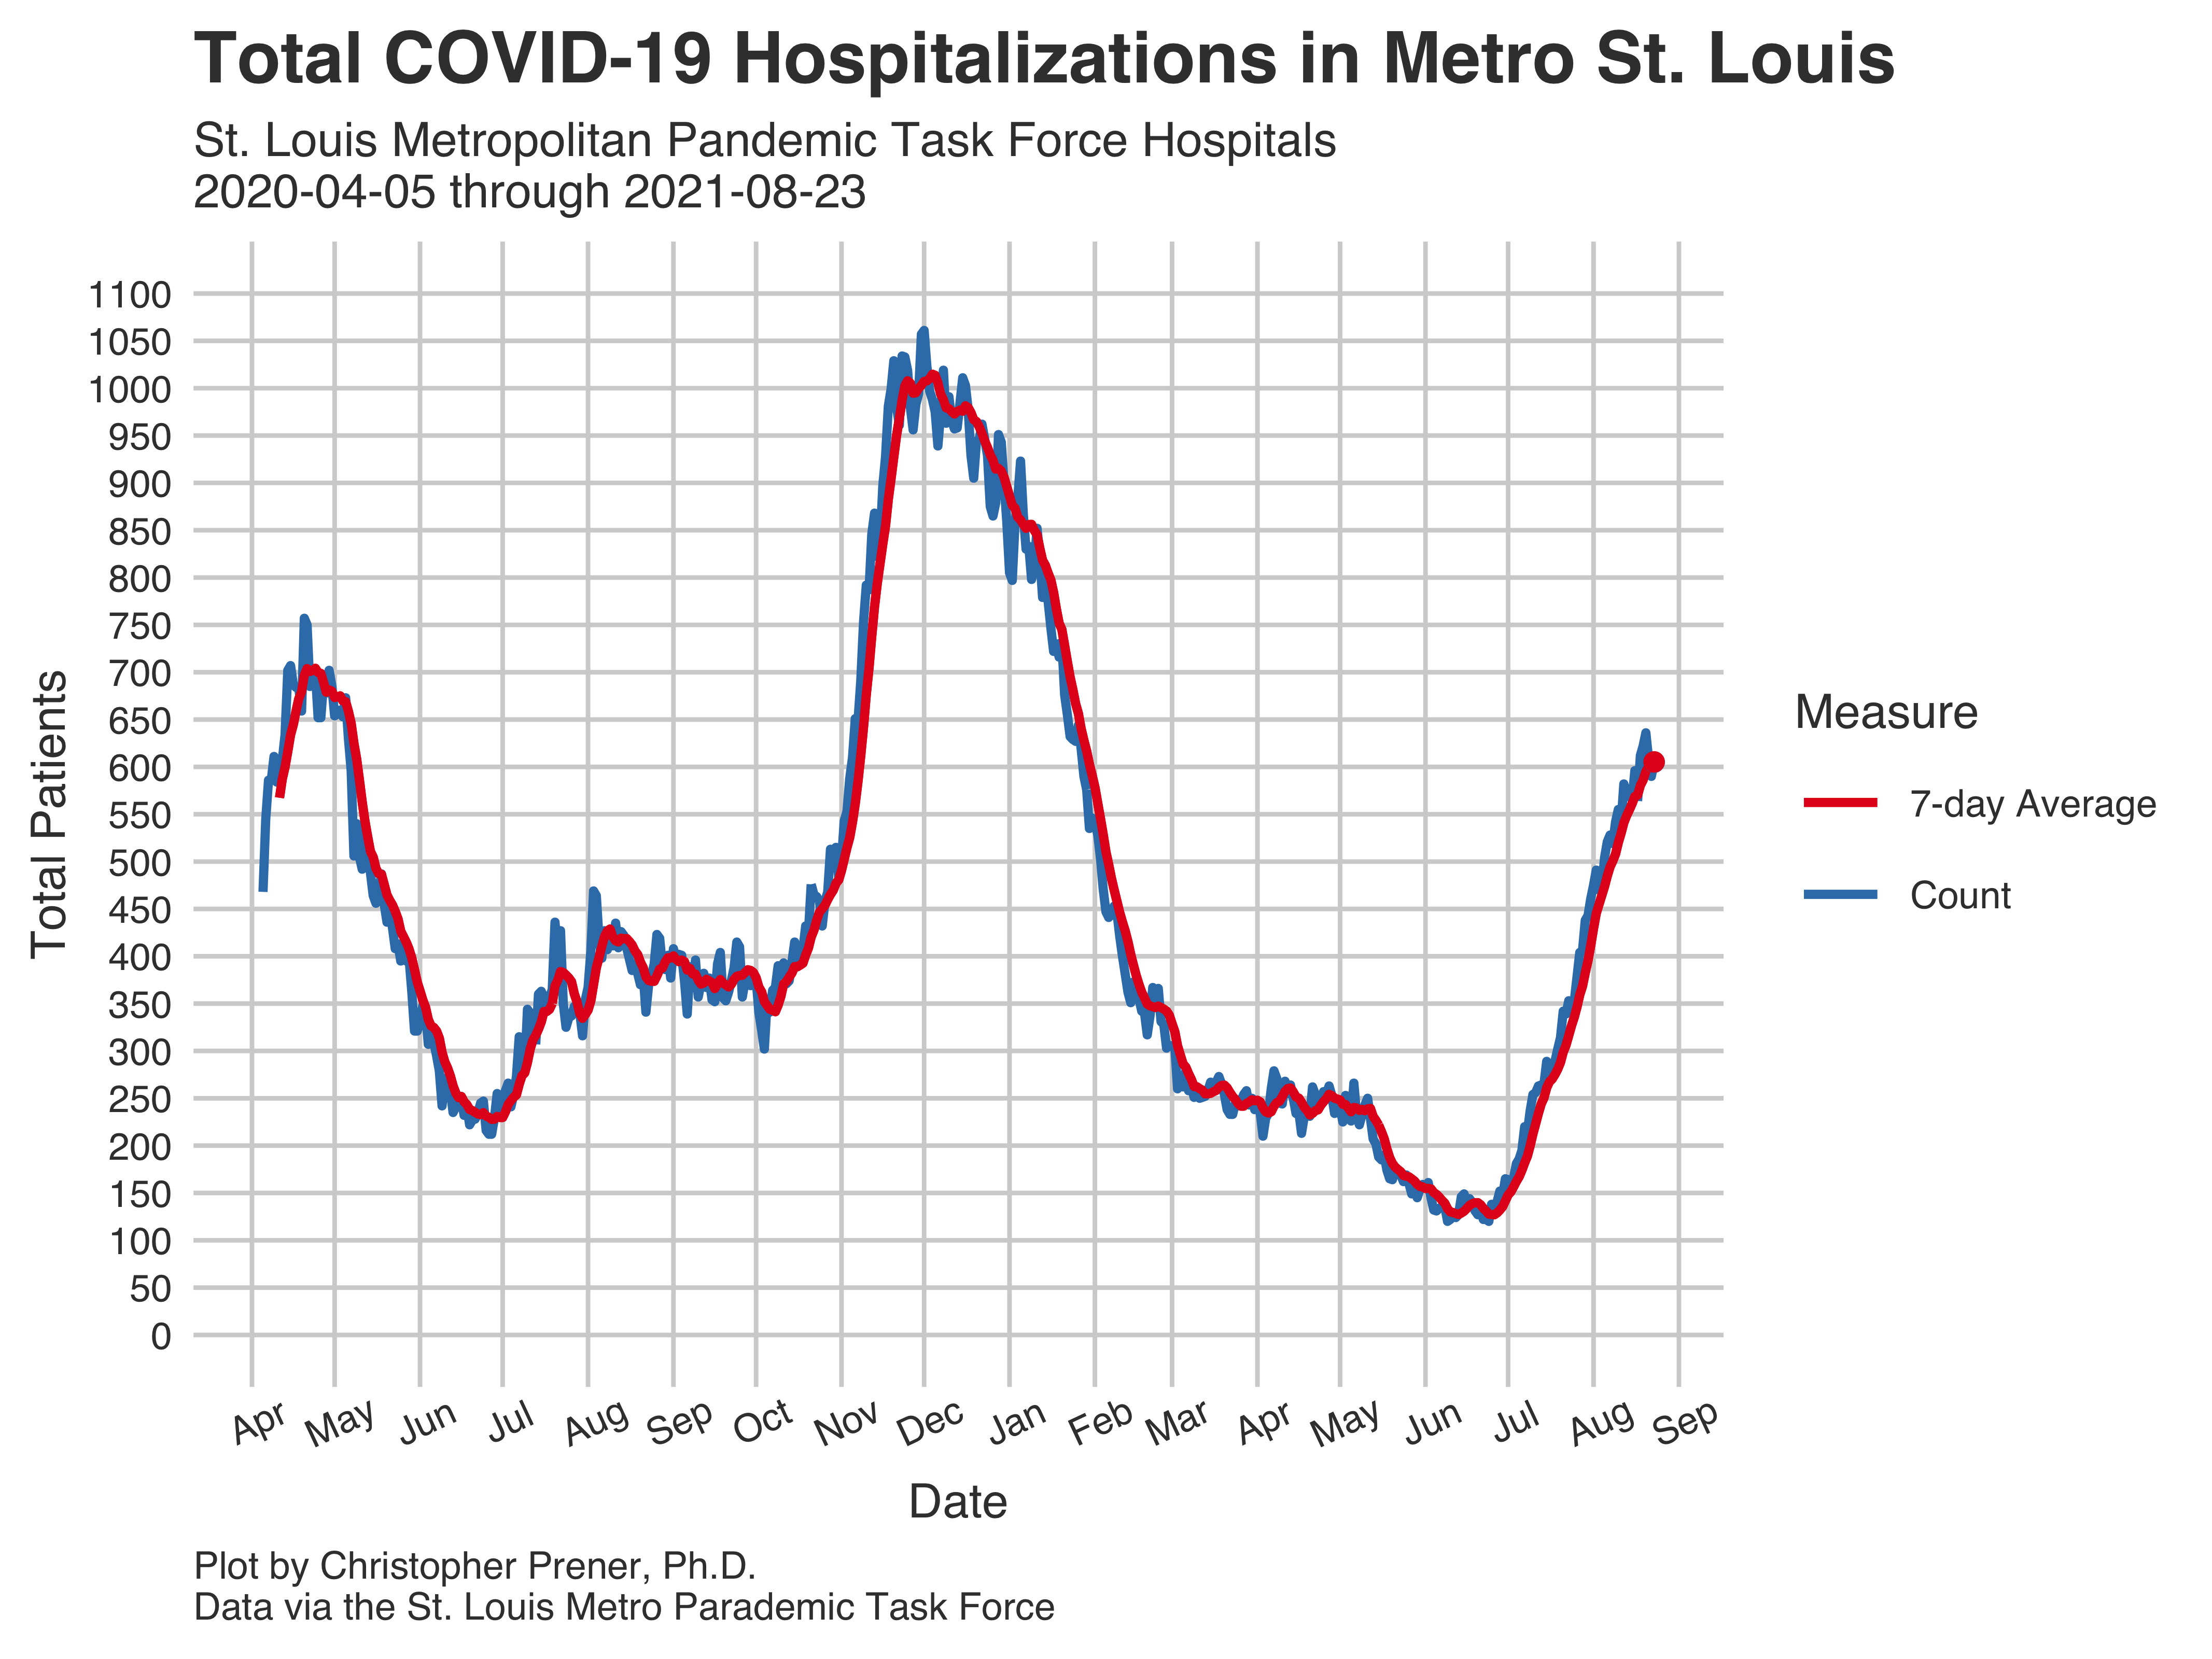 Total COVID-19 Hospitalizations in Metro St. Louis
St. Louis Metropolitan Pandemic Task Force Hospitals
2020-04-05 through 2021-08-23
1100
1050
1000
950
900
850
800
750
700
650
600
550
500
450
400
350
300
250
200
150
100
50
0
Total Patients
Apr
May
Jun
Jul
Aug
Sep
Oct
Nov
Dec
Jan
Feb
Mar
Apr
May
Jun
Jul
Aug
Sep
Date
Measure
7-day Average
Count
Plot by Christopher Prener, Ph.D.
Data via the St. Louis Metro Parademic Task Force